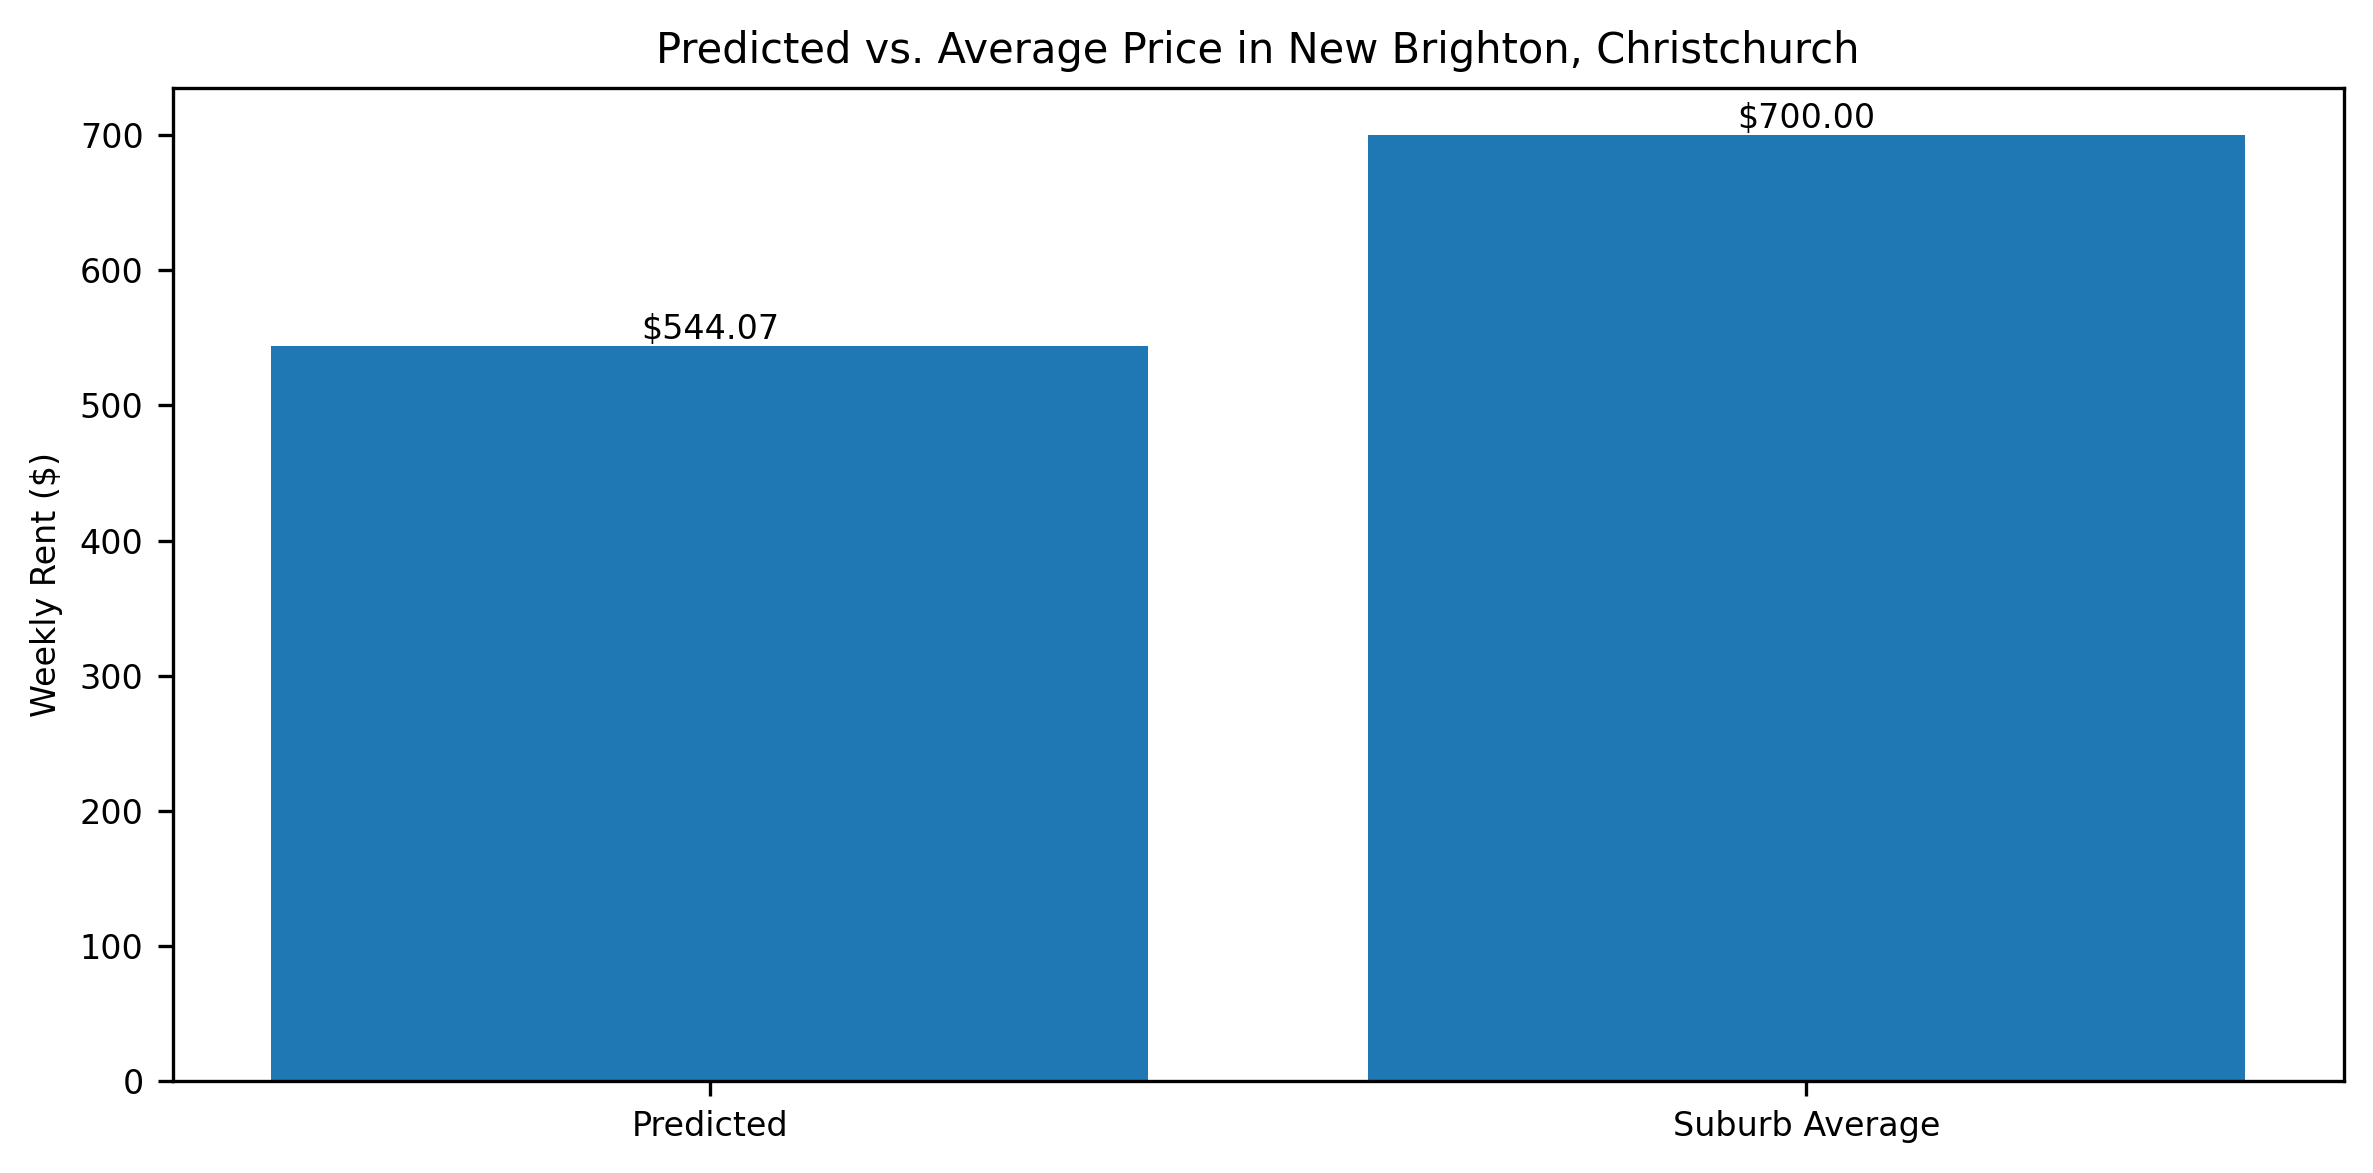 Predicted vs. Average Price in New Brighton, Christchurch
Weekly Rent ($)
700
600
500
400
300
200
100
0
$544.07
$700.00
Predicted
Suburb Average